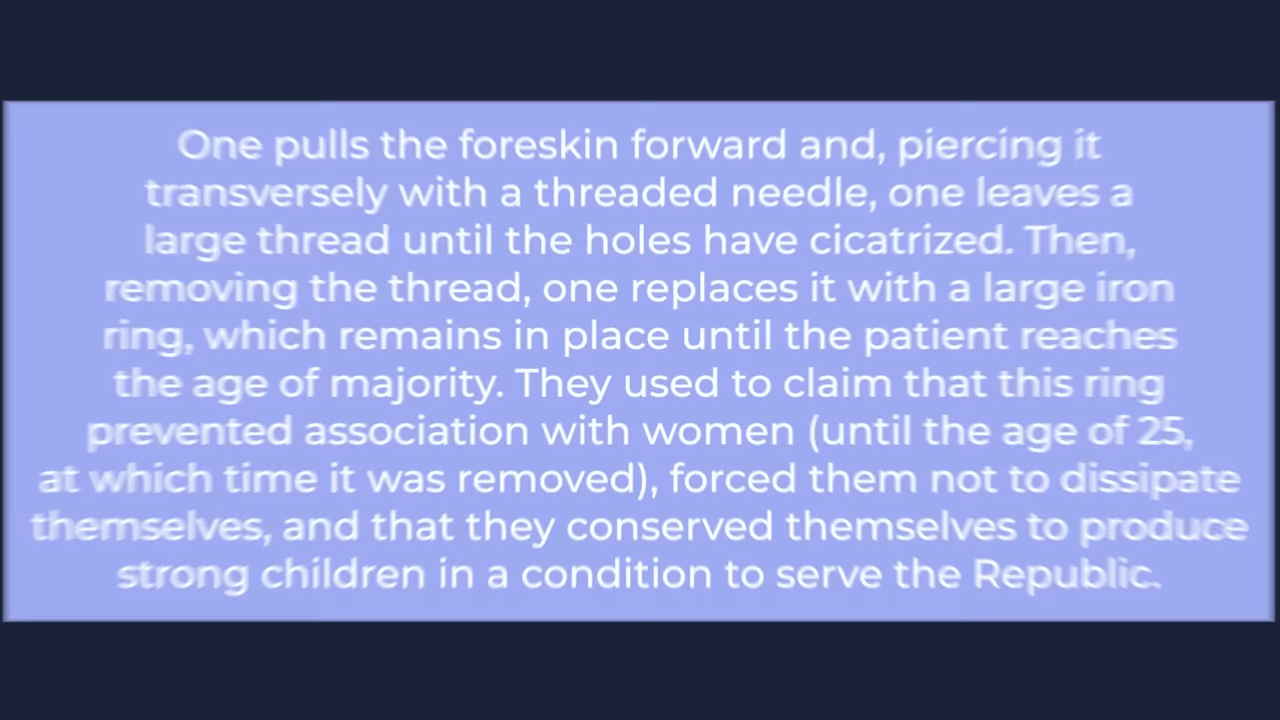 One pulls the foreskin forward and, piercing it
transversely with a threaded needle, one leaves a
large thread until the holes have cicatrized. Then,
removing the thread, one replaces it with a large iron
ring, which remains in place until the patient reaches
the age of majority. They used to claim that this ring
prevented association with women (until the age of 25,
at which time it was removed), forced them not to dissipate
themselves, and that they conserved themselves to produce
strong children in a condition to serve the Republic.